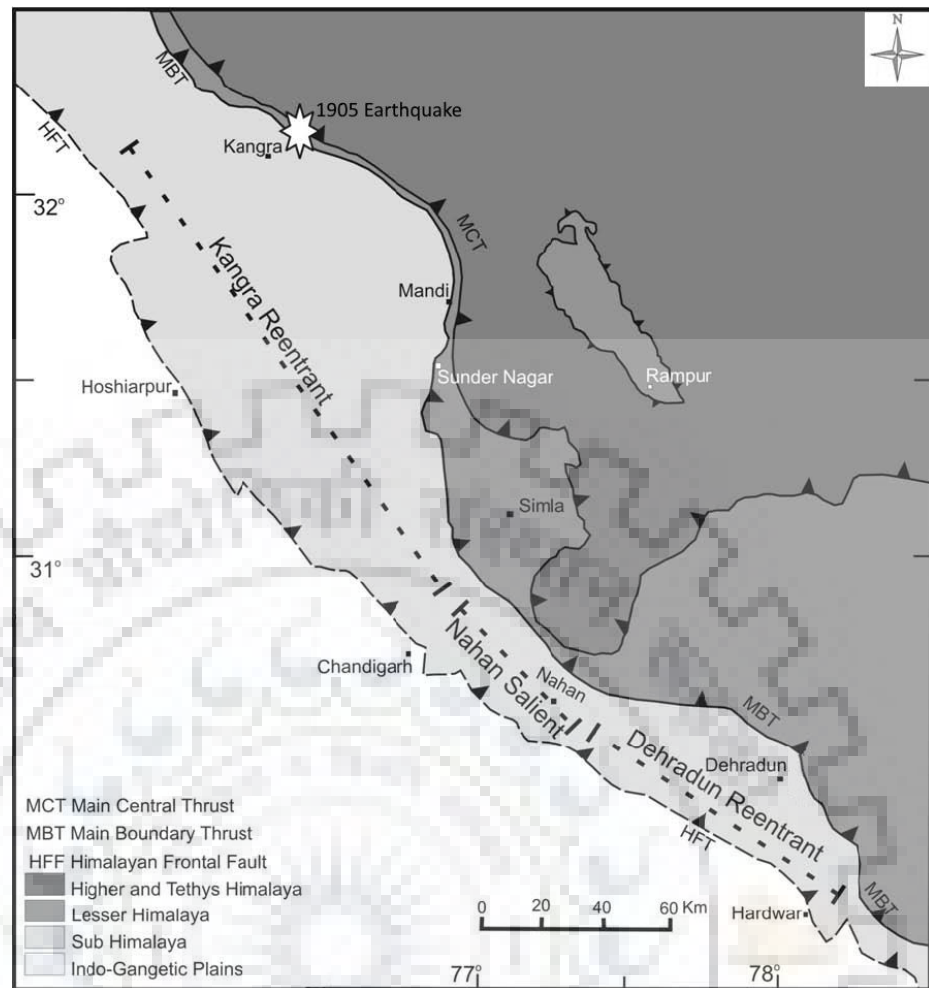 N
MBT
1905 Earthquake
HFT
Kangra
32°
MCT
Kangra Reentrant
Mandi
Hoshiarpur
Sunder Nagar
Rampur
Simla
31°
Chandigarh
Nahan Salient
Nahan
MBT
Dehradun Reentrant
Dehradun
HFT
MBT
Hardwar
MCT Main Central Thrust
MBT Main Boundary Thrust
HFF Himalayan Frontal Fault
Higher and Tethys Himalaya
Lesser Himalaya
Sub Himalaya
Indo-Gangetic Plains
0 20 40 60 Km
77° 78°